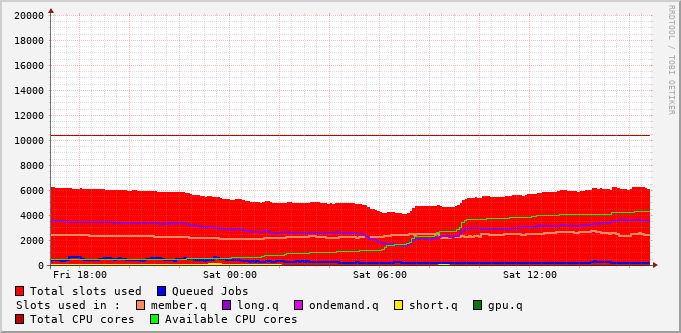 RRDTOOL / TOBI OETIKER
20000
18000
16000
14000
12000
10000
8000
6000
4000
2000
0
Fri 18:00 Sat 00:00 Sat 06:00 Sat 12:00
Total slots used Queued Jobs
Slots used in : member.q long.q ondemand.q short.q gpu.q
Total CPU cores Available CPU cores